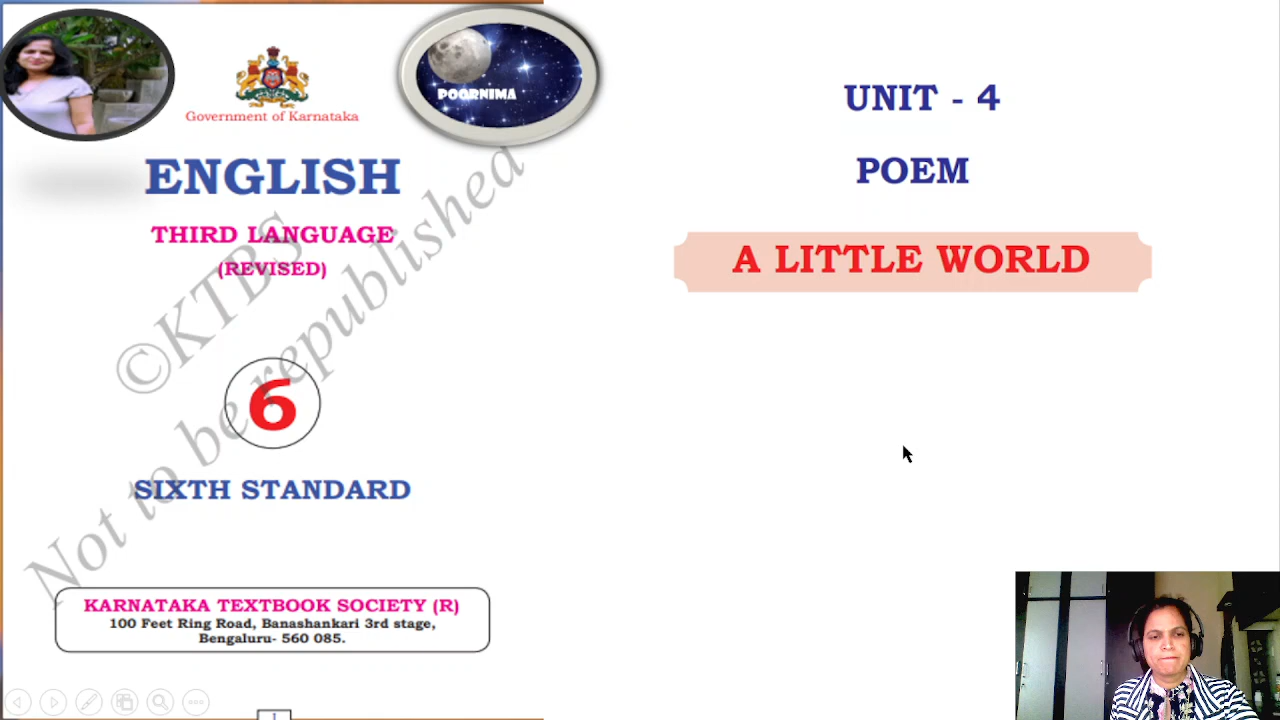 POORNIMA
Government of Karnataka
ENGLISH
THIRD LANGUAGE
(REVISED)
©KTBS
Not to be republished
6
SIXTH STANDARD
KARNATAKA TEXTBOOK SOCIETY (R)
100 Feet Ring Road, Banashankari 3rd stage,
Bengaluru- 560 085.
1
UNIT - 4
POEM
A LITTLE WORLD